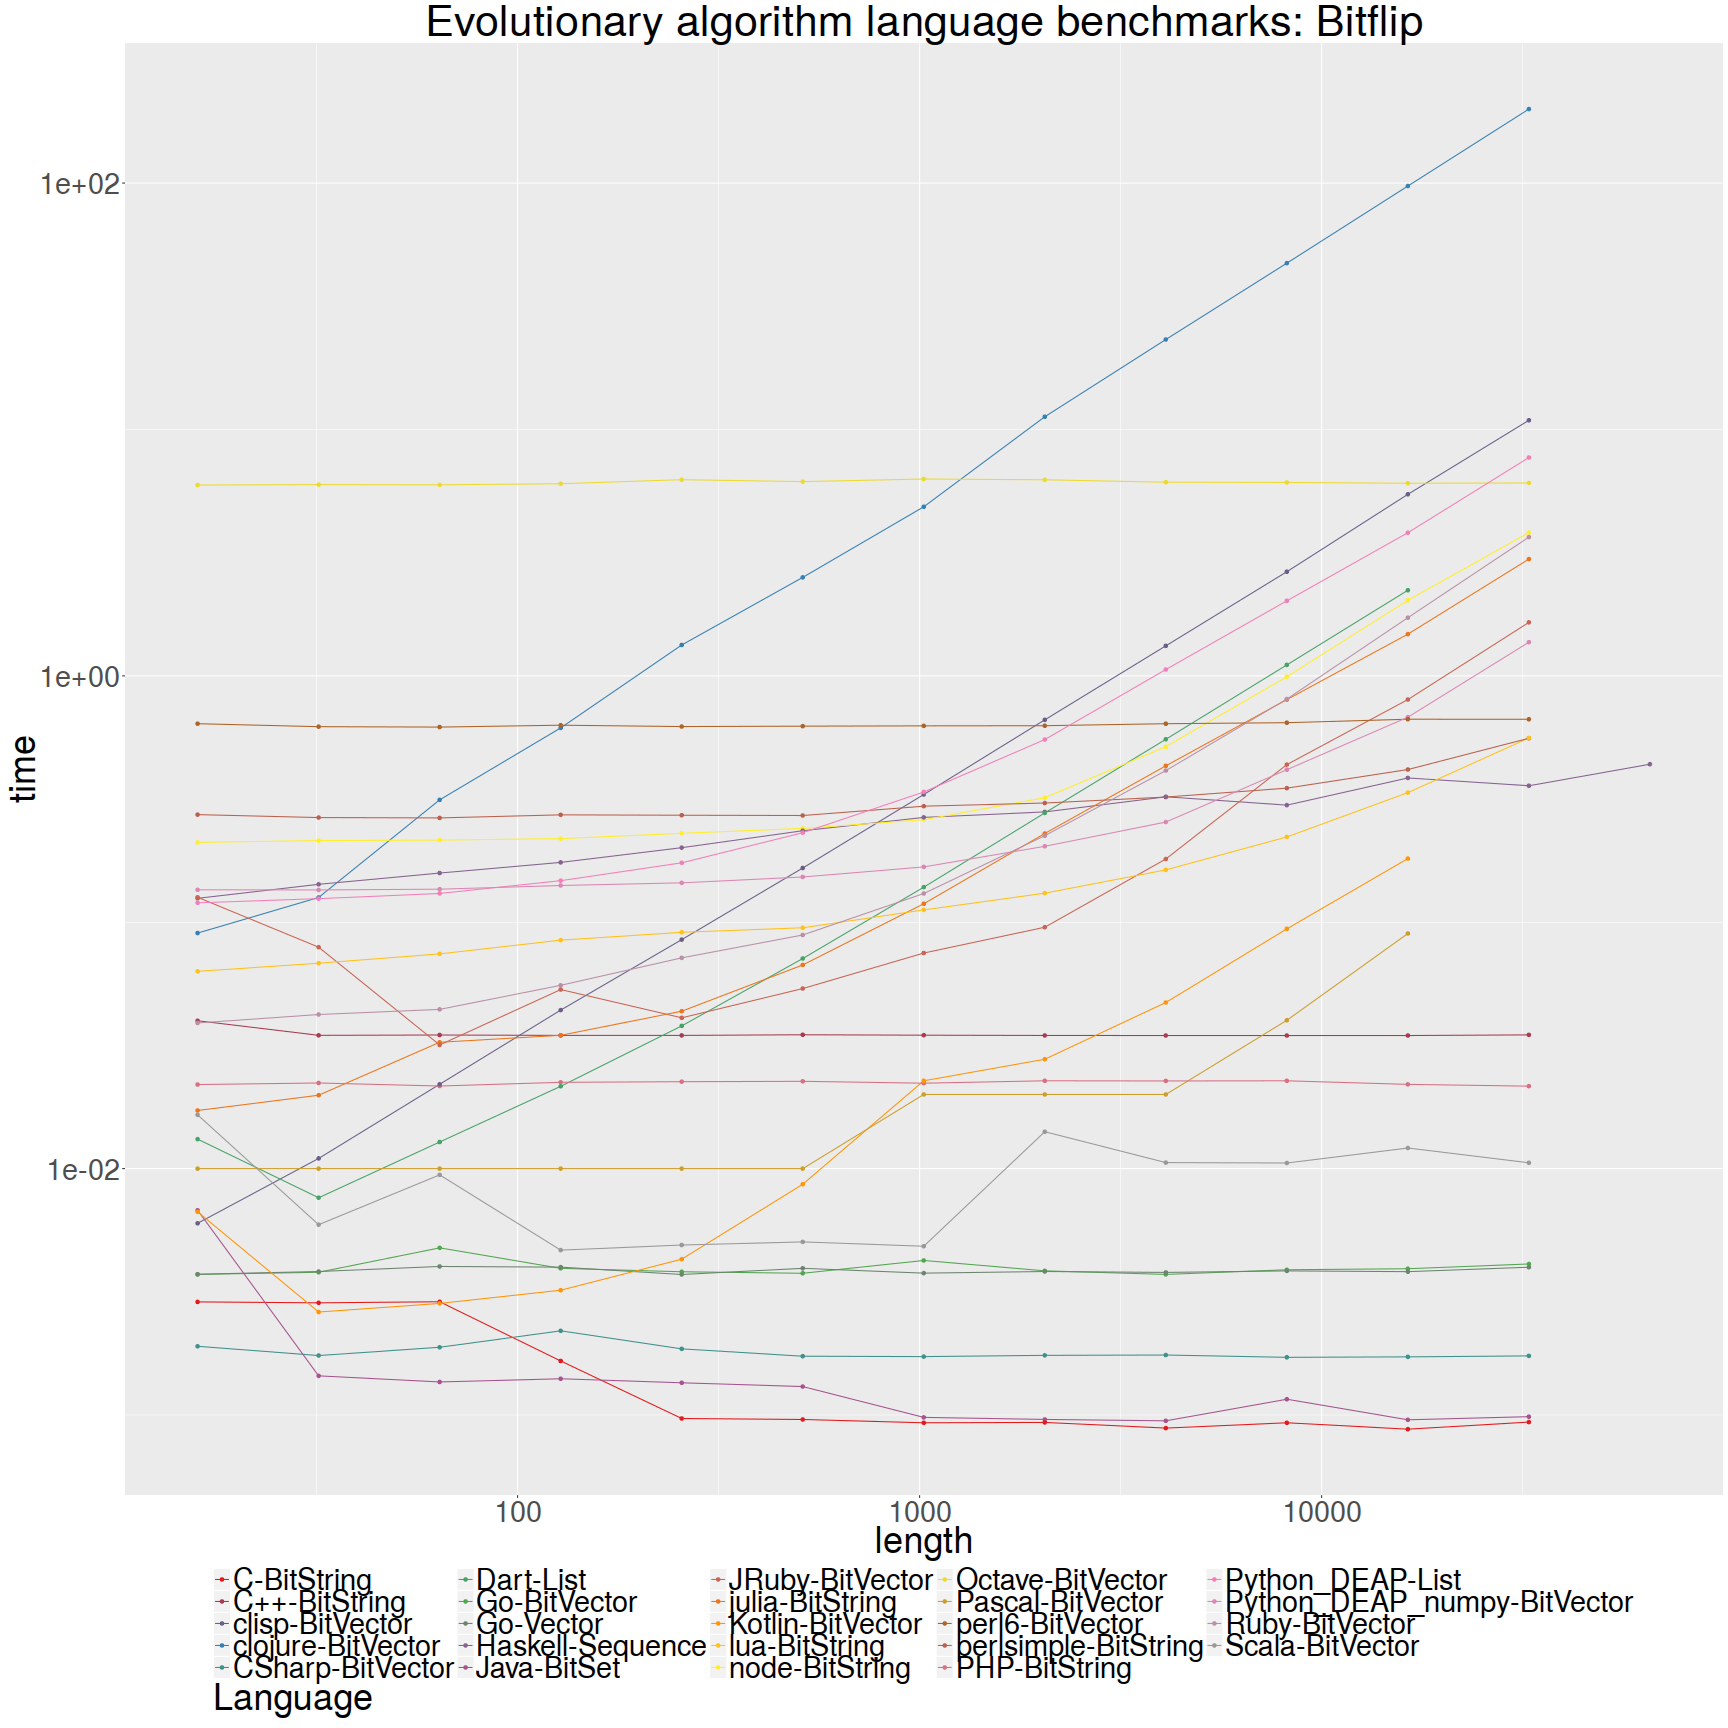 Evolutionary algorithm language benchmarks: Bitflip
1e+02
1e+00
1e-02
time
100 1000 10000
length
C-BitString Dart-List JRuby-BitVector Octave-BitVector Python_DEAP-List
C++-BitString Go-BitVector julia-BitString Pascal-BitVector Python_DEAP_numpy-BitVector
clisp-BitVector Go-Vector Kotlin-BitVector perl6-BitVector Ruby-BitVector
clojure-BitVector Haskell-Sequence lua-BitString perlsimple-BitString Scala-BitVector
CSharp-BitVector Java-BitSet node-BitString PHP-BitString
Language